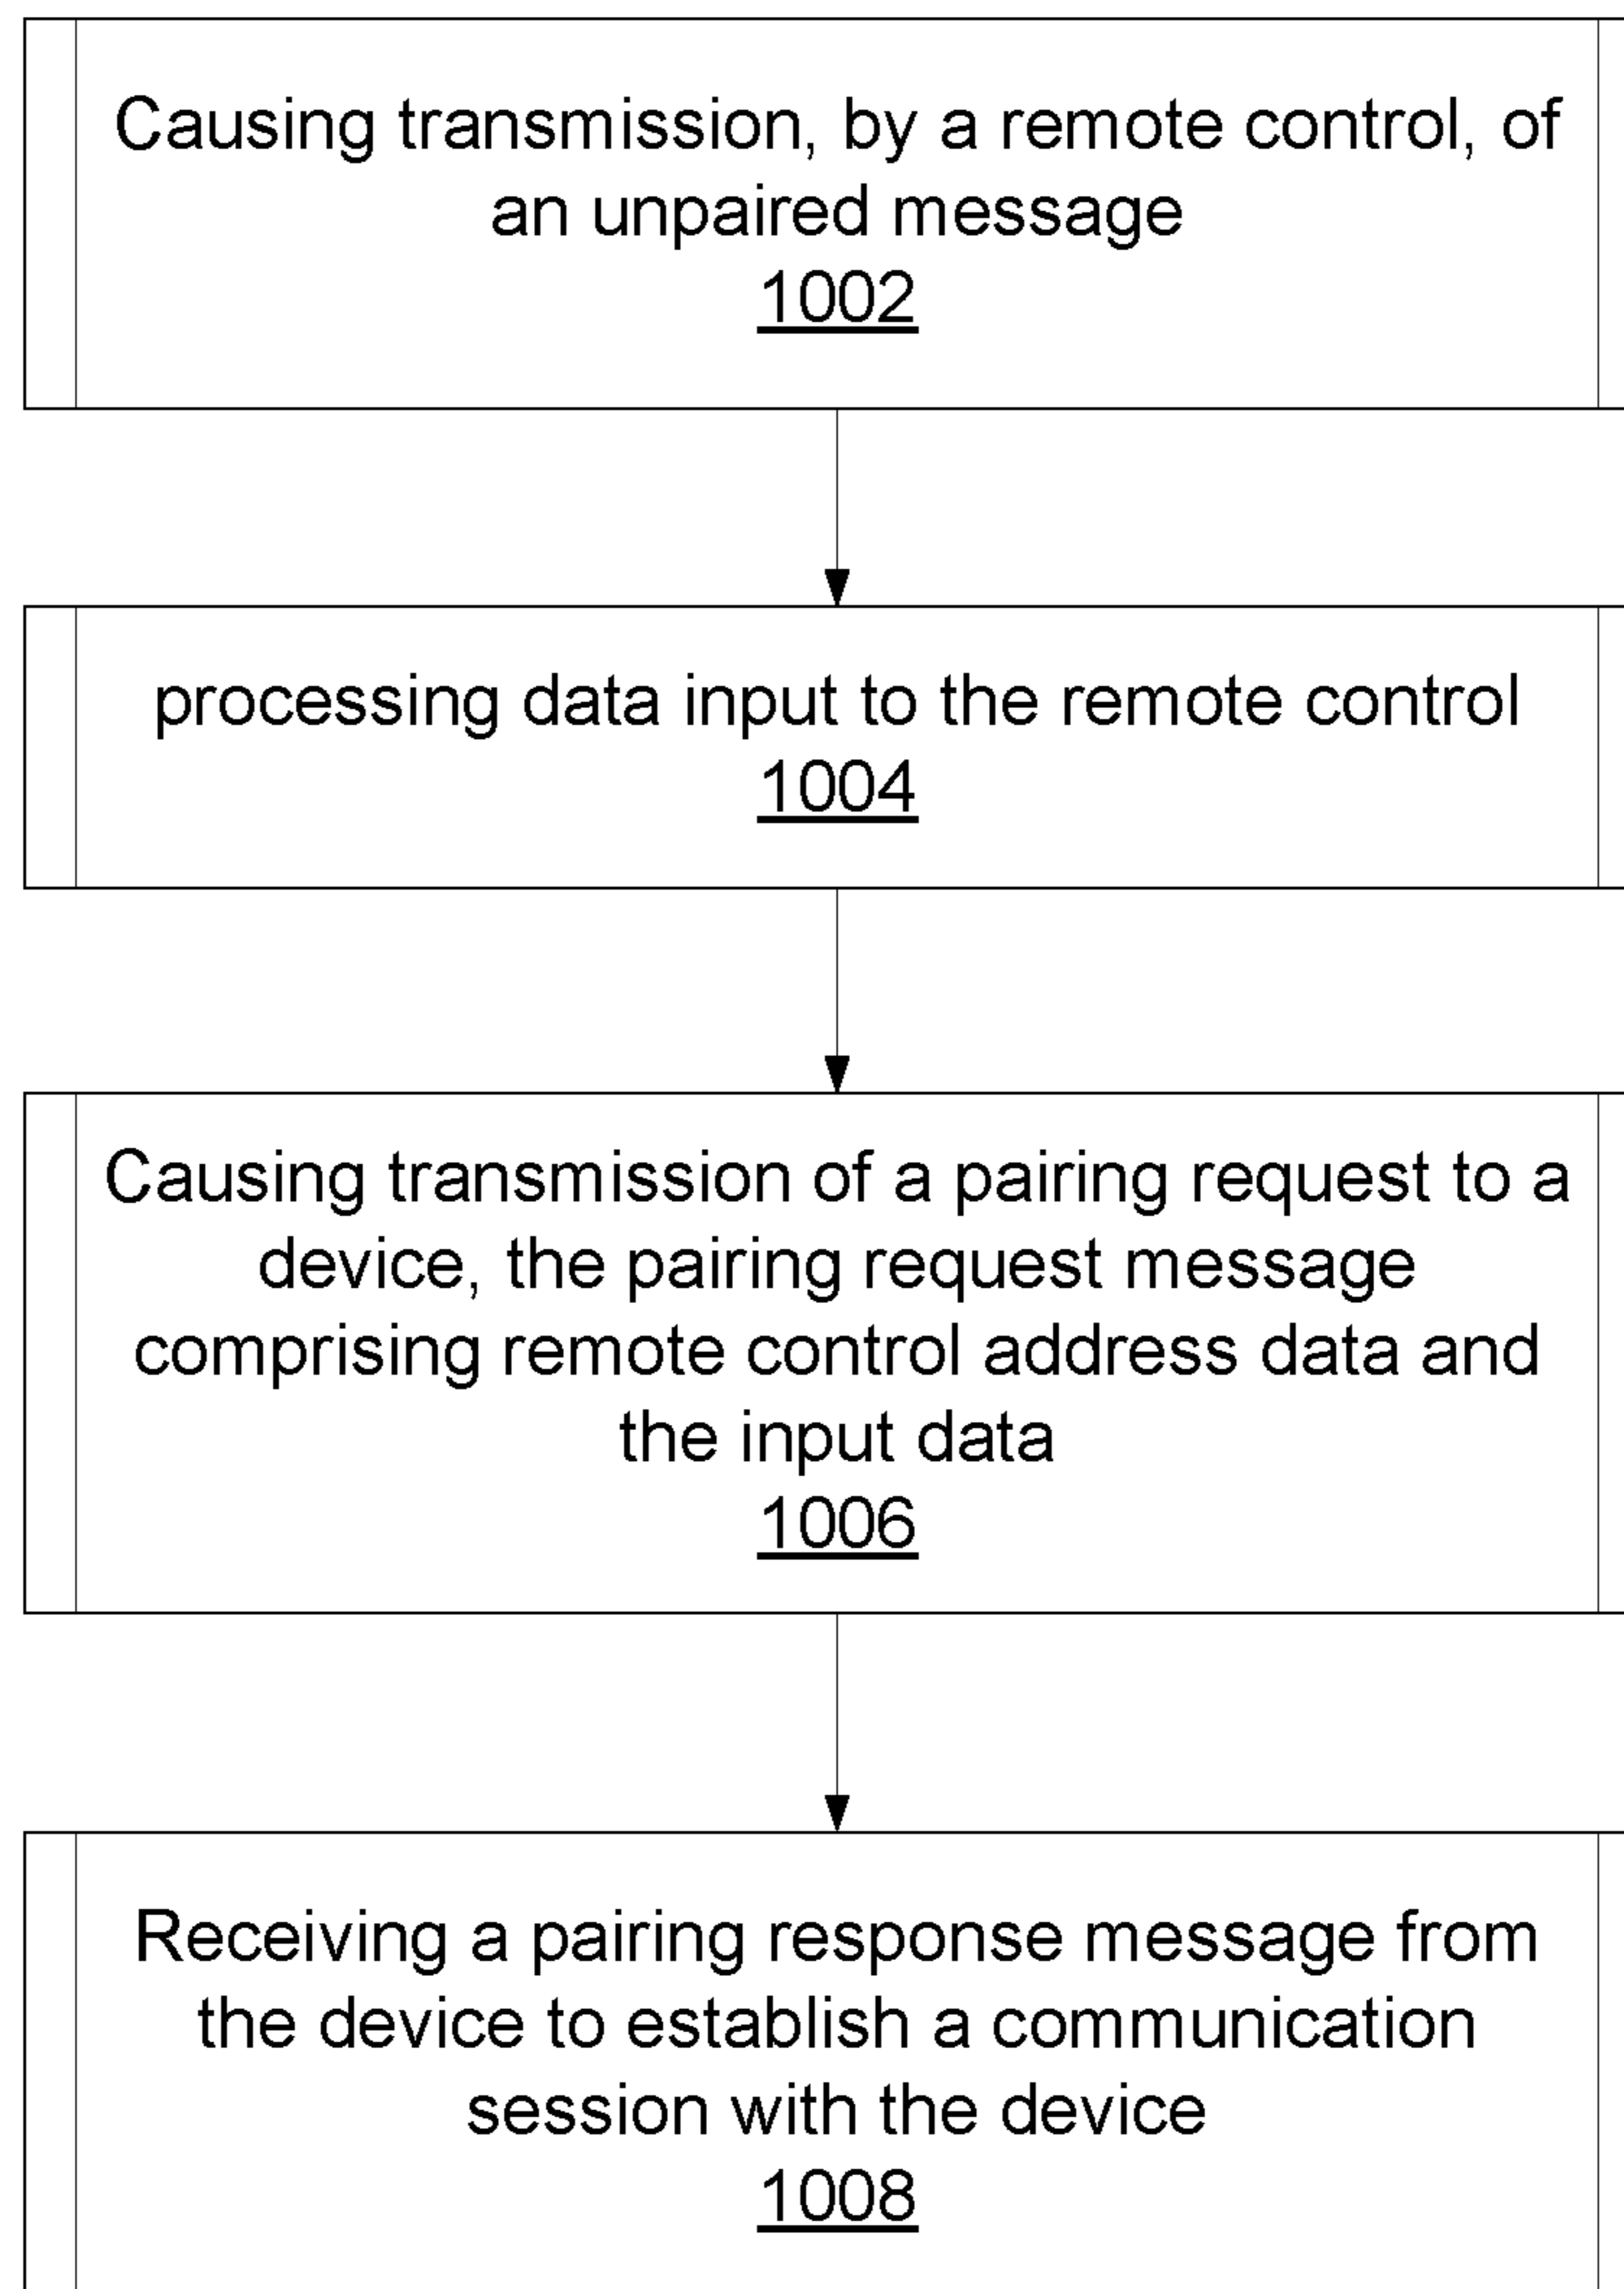 Causing transmission, by a remote control, of
an unpaired message
1002
processing data input to the remote control
1004
Causing transmission of a pairing request to a
device, the pairing request message
comprising remote control address data and
the input data
1006
Receiving a pairing response message from
the device to establish a communication
session with the device
1008